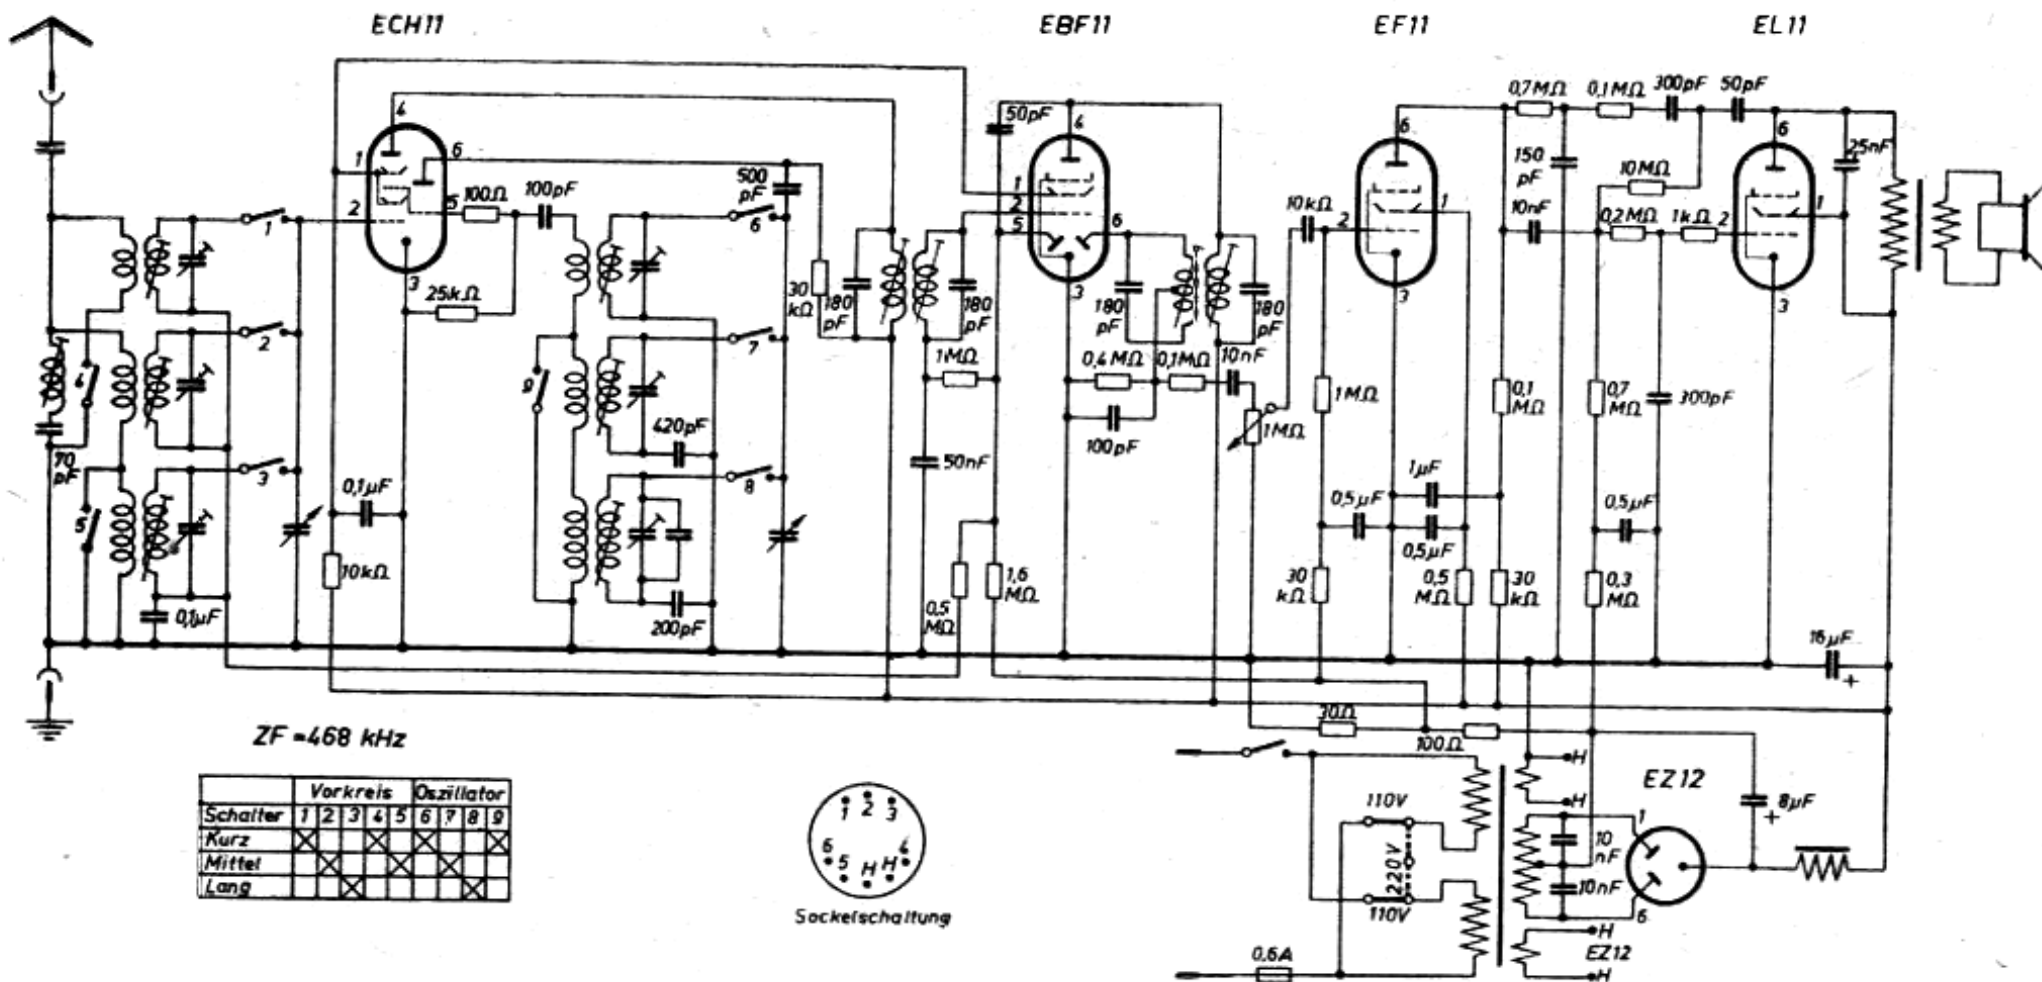 ECH11
EBF11
EF11
EL11
4
1
6
2
5
3
100Ω
100pF
25kΩ
500
pF
30
kΩ
180
pF
180
pF
50pF
4
1
2
5
6
3
180
pF
180
pF
1MΩ
0,4MΩ
0,1MΩ
10nF
100pF
50nF
1MΩ
10kΩ
6
2
1
3
0,7MΩ
0,1MΩ
300pF
50pF
150
pF
10MΩ
10nF
0,2MΩ
1kΩ
6
2
1
3
25nF
1MΩ
0,1
MΩ
0,7
MΩ
300pF
1µF
0,5µF
0,5µF
0,5µF
30
kΩ
0,5
MΩ
30
kΩ
0,3
MΩ
1
2
3
4
5
6
7
8
9
70
pF
0,1µF
10kΩ
0,1µF
420pF
200pF
0,5
MΩ
1,6
MΩ
16µF
+
30Ω
100Ω
ZF = 468 kHz
Vorkreis Oszillator
Schalter 1 2 3 4 5 6 7 8 9
Kurz
Mittel
Lang
1 2 3
6 5 H H 4
Sockelschaltung
110V
220V
110V
0,6A
H
H
EZ12
1
6
10
nF
10nF
8µF
+
H
EZ12
H